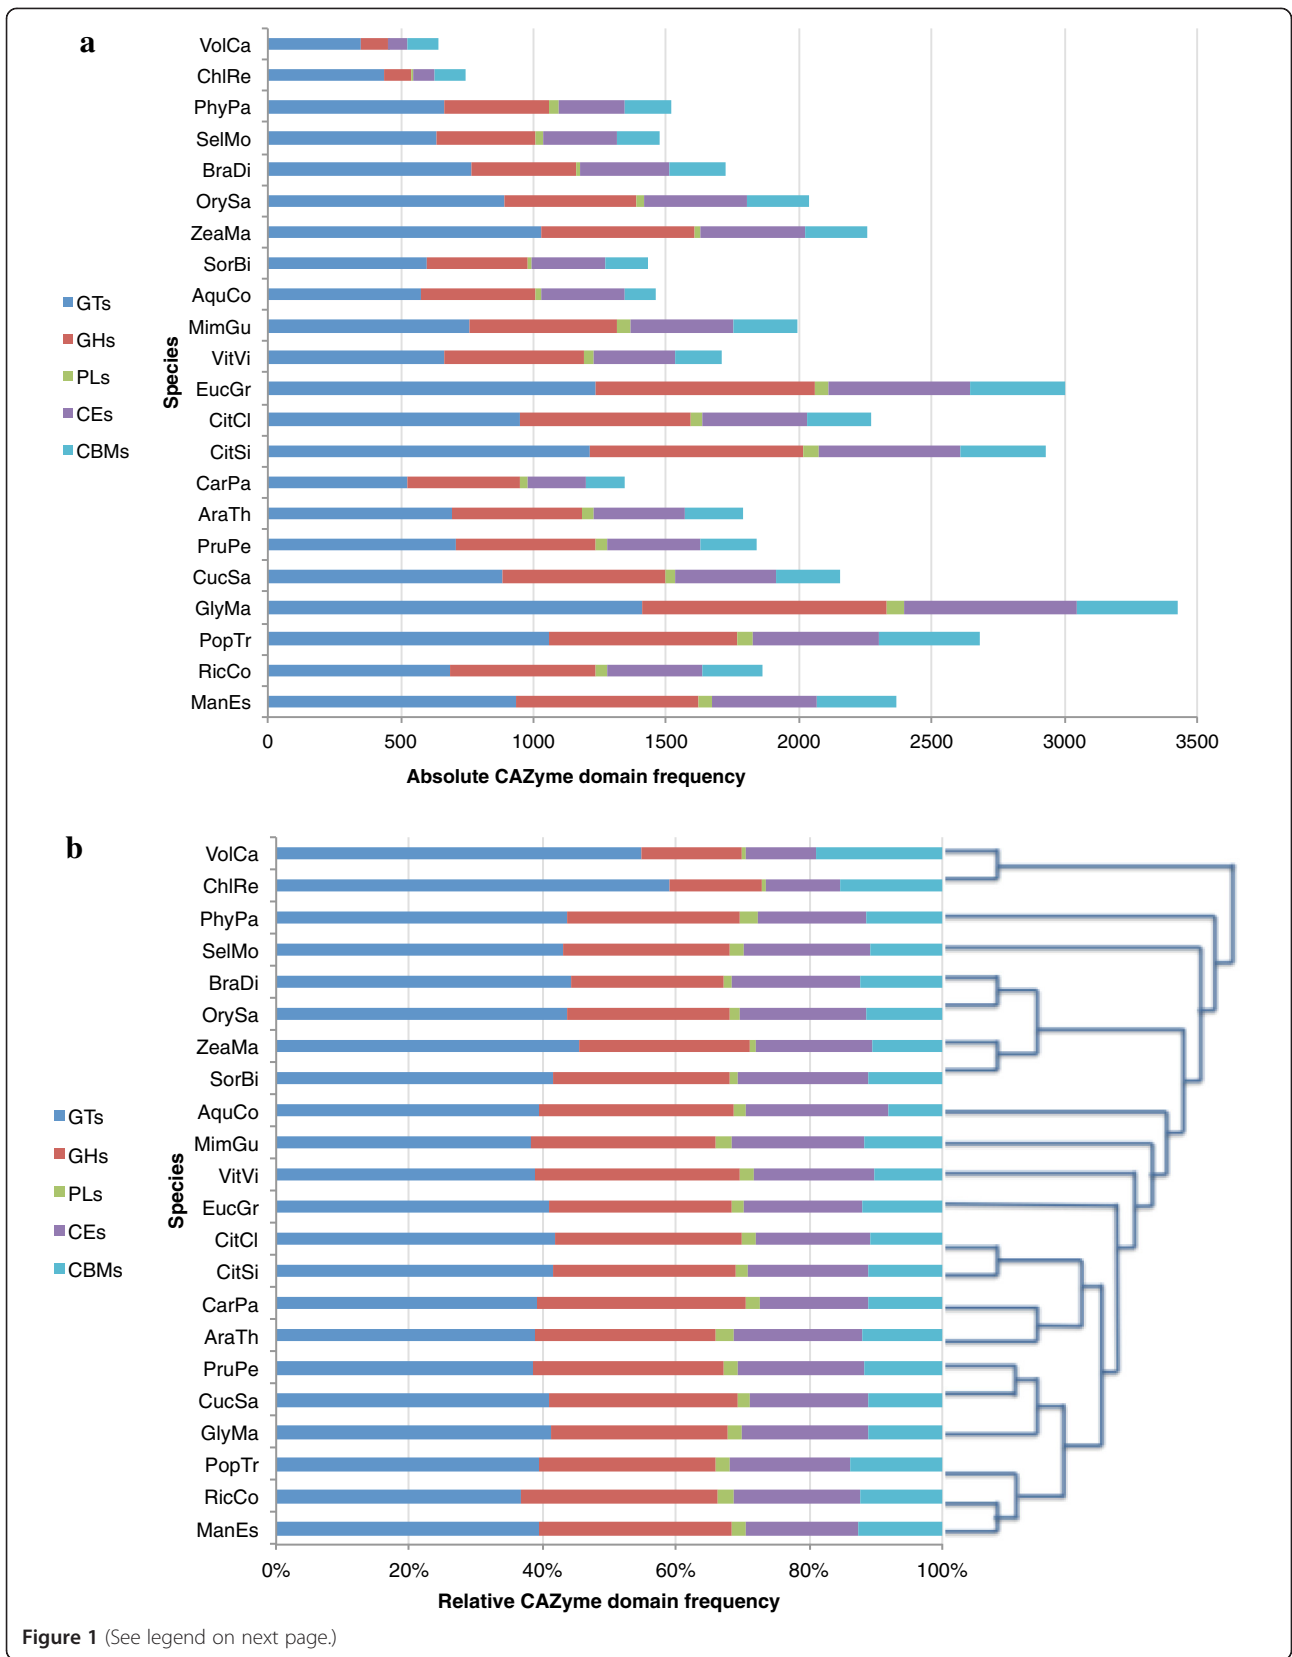 a
VolCa
ChlRe
PhyPa
SelMo
BraDi
OrySa
ZeaMa
SorBi
AquCo
MimGu
VitVi
EucGr
CitCl
CitSi
CarPa
AraTh
PruPe
CucSa
GlyMa
PopTr
RicCo
ManEs
Species
GTs
GHs
PLs
CEs
CBMs
0 500 1000 1500 2000 2500 3000 3500
Absolute CAZyme domain frequency
b
VolCa
ChlRe
PhyPa
SelMo
BraDi
OrySa
ZeaMa
SorBi
AquCo
MimGu
VitVi
EucGr
CitCl
CitSi
CarPa
AraTh
PruPe
CucSa
GlyMa
PopTr
RicCo
ManEs
Species
GTs
GHs
PLs
CEs
CBMs
0% 20% 40% 60% 80% 100%
Relative CAZyme domain frequency
Figure 1 (See legend on next page.)